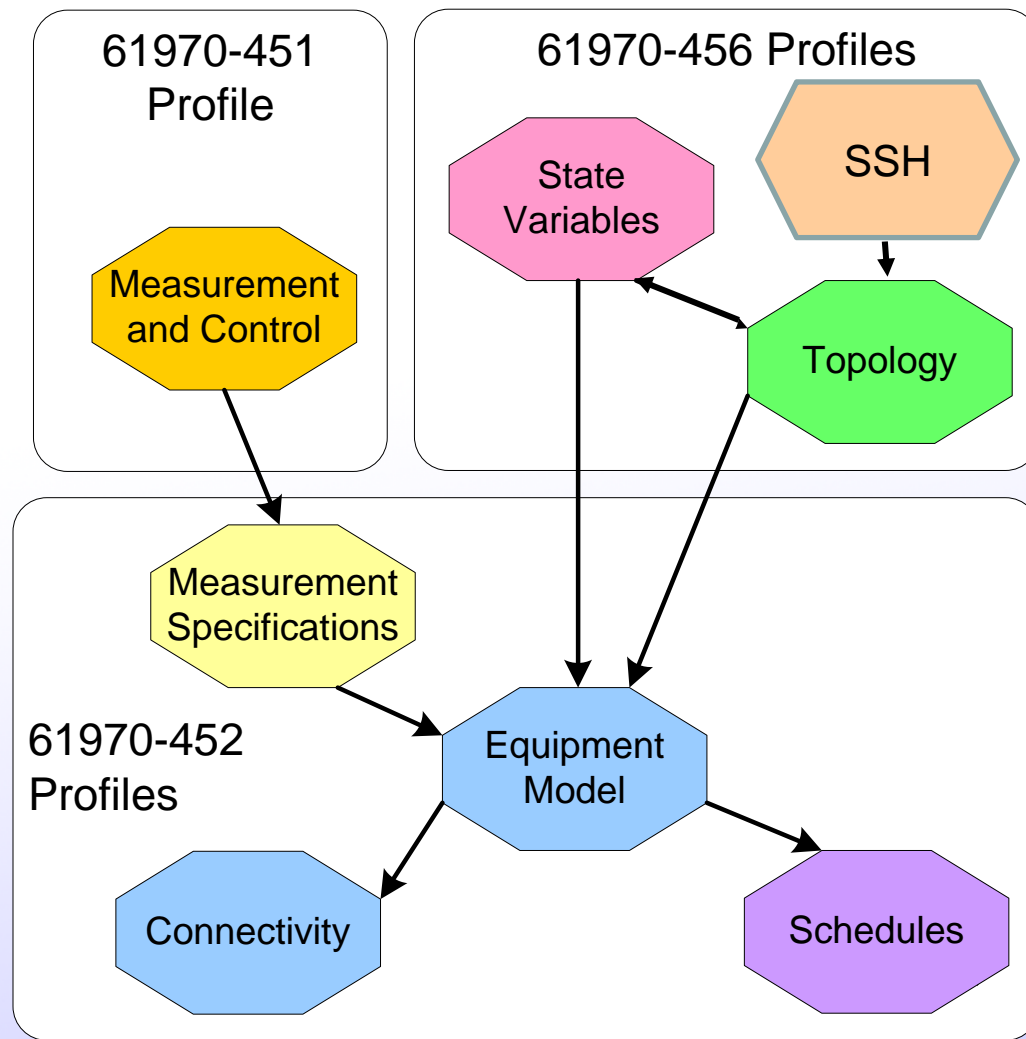 61970-451
Profile
61970-456 Profiles
SSH
State
Variables
Measurement
and Control
Topology
Measurement
Specifications
61970-452
Profiles
Equipment
Model
Connectivity
Schedules